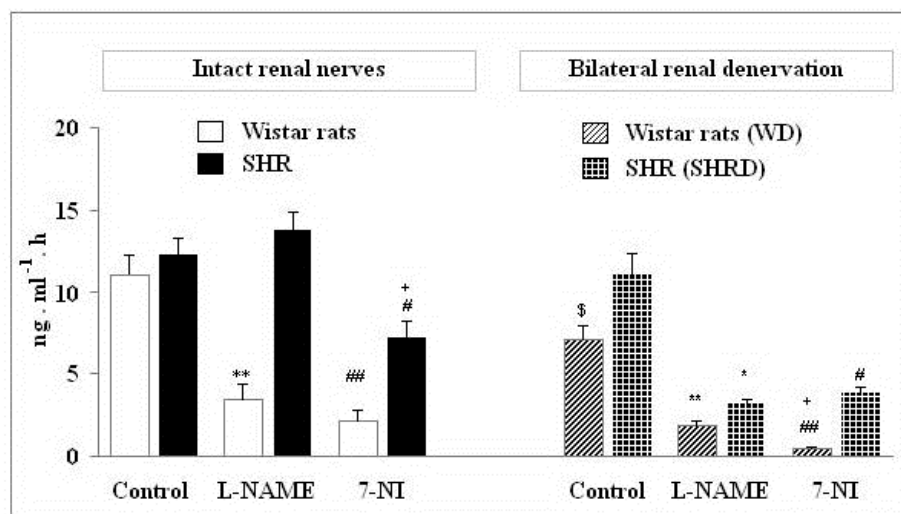 Intact renal nerves
Bilateral renal denervation
Wistar rats
SHR
Wistar rats (WD)
SHR (SHRD)
ng . ml⁻¹ . h
20
15
10
5
0
**
##
+
#
$
**
*
+
##
#
Control L-NAME 7-NI
Control L-NAME 7-NI